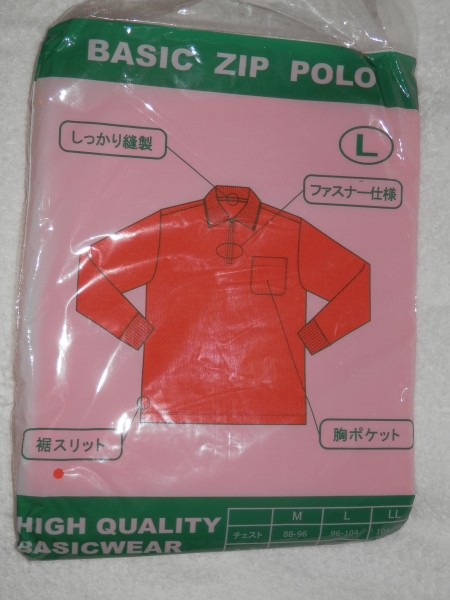 BASIC ZIP POLO
しっかり縫製
L
ファスナー仕様
裾スリット
胸ポケット
HIGH QUALITY
BASICWEAR
M L LL
チェスト 88-96 96-104